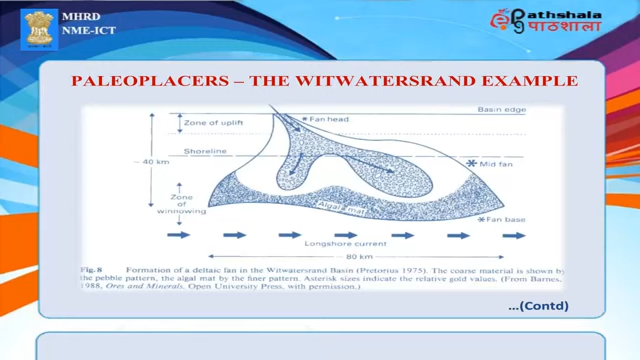 MHRD
NME-ICT
Pathshala
पाठशाला
PALEOPLACERS – THE WITWATERSRAND EXAMPLE
Basin edge
Zone of uplift
Fan head
Shoreline
~ 40 km
Mid fan
Zone of winnowing
Algal mat
Fan base
Longshore current
~ 80 km
Fig.8 Formation of a deltaic fan in the Witwatersrand Basin (Pretorius 1975). The coarse material is shown by
the pebble pattern, the algal mat by the finer pattern. Asterisk sizes indicate the relative gold values. (From Barnes,
1988, Ores and Minerals, Open University Press, with permission.)
...(Contd)